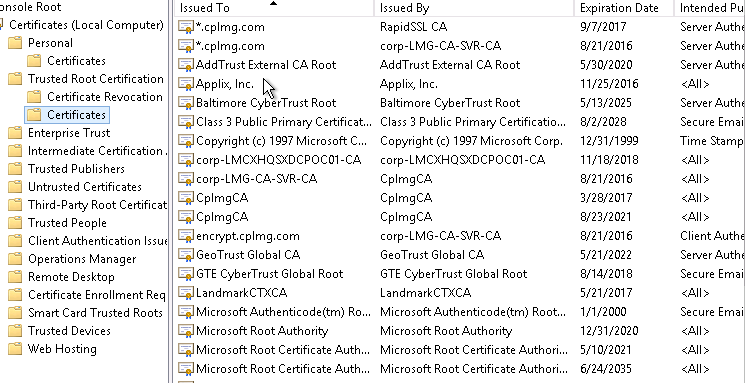 onsole Root
Certificates (Local Computer)
Personal
Certificates
Trusted Root Certification
Certificate Revocation
Certificates
Enterprise Trust
Intermediate Certification .
Trusted Publishers
Untrusted Certificates
Third-Party Root Certificat
Trusted People
Client Authentication Issue
Operations Manager
Remote Desktop
Certificate Enrollment Req
Smart Card Trusted Roots
Trusted Devices
Web Hosting
Issued To Issued By Expiration Date Intended Pu
*.cplmg.com RapidSSL CA 9/7/2017 Server Authe
*.cplmg.com corp-LMG-CA-SVR-CA 8/21/2016 Server Authe
AddTrust External CA Root AddTrust External CA Root 5/30/2020 Server Authe
Applix, Inc. Applix, Inc. 11/25/2016 <All>
Baltimore CyberTrust Root Baltimore CyberTrust Root 5/13/2025 Server Authe
Class 3 Public Primary Certificat... Class 3 Public Primary Certificatio... 8/2/2028 Secure Emai
Copyright (c) 1997 Microsoft C... Copyright (c) 1997 Microsoft Corp. 12/31/1999 Time Stamp
corp-LMCXHQSXDCPOC01-CA corp-LMCXHQSXDCPOC01-CA 11/18/2018 <All>
corp-LMG-CA-SVR-CA CplmgCA 8/21/2016 <All>
CplmgCA CplmgCA 3/28/2017 <All>
CplmgCA CplmgCA 8/23/2021 <All>
encrypt.cplmg.com corp-LMG-CA-SVR-CA 8/21/2016 Client Authe
GeoTrust Global CA GeoTrust Global CA 5/21/2022 Server Authe
GTE CyberTrust Global Root GTE CyberTrust Global Root 8/14/2018 Secure Emai
LandmarkCTXCA LandmarkCTXCA 5/21/2017 <All>
Microsoft Authenticode(tm) Ro... Microsoft Authenticode(tm) Root... 1/1/2000 Secure Emai
Microsoft Root Authority Microsoft Root Authority 12/31/2020 <All>
Microsoft Root Certificate Auth... Microsoft Root Certificate Authori... 5/10/2021 <All>
Microsoft Root Certificate Auth... Microsoft Root Certificate Authori... 6/24/2035 <All>